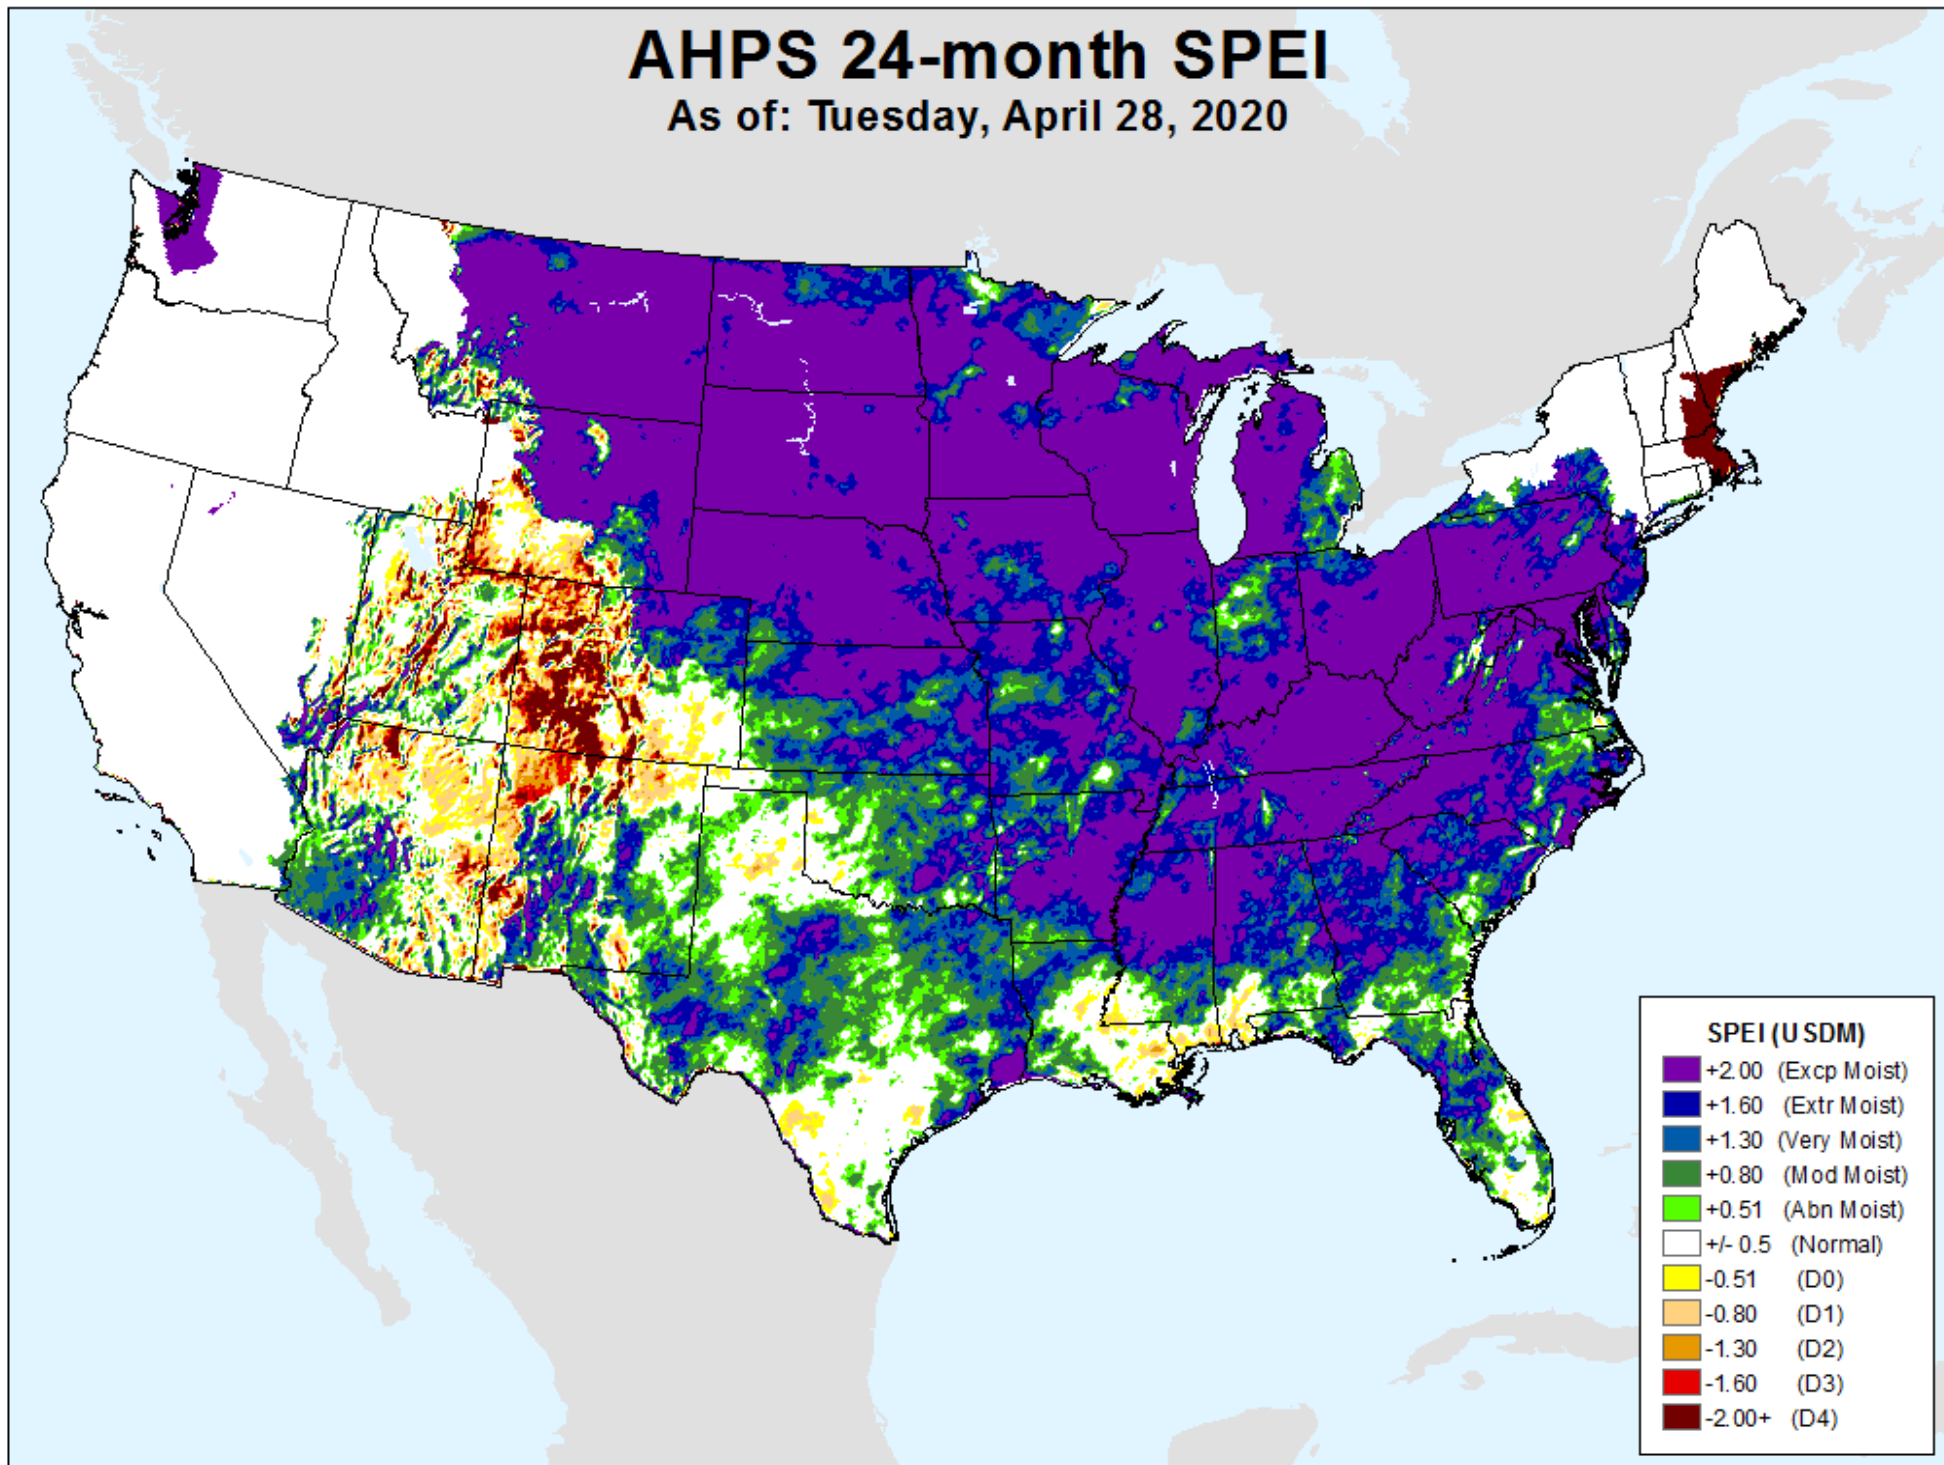 AHPS 24-month SPEI
As of: Tuesday, April 28, 2020
SPEI (USDM)
+2.00 (Excp Moist)
+1.60 (Extr Moist)
+1.30 (Very Moist)
+0.80 (Mod Moist)
+0.51 (Abn Moist)
+/- 0.5 (Normal)
-0.51 (D0)
-0.80 (D1)
-1.30 (D2)
-1.60 (D3)
-2.00+ (D4)